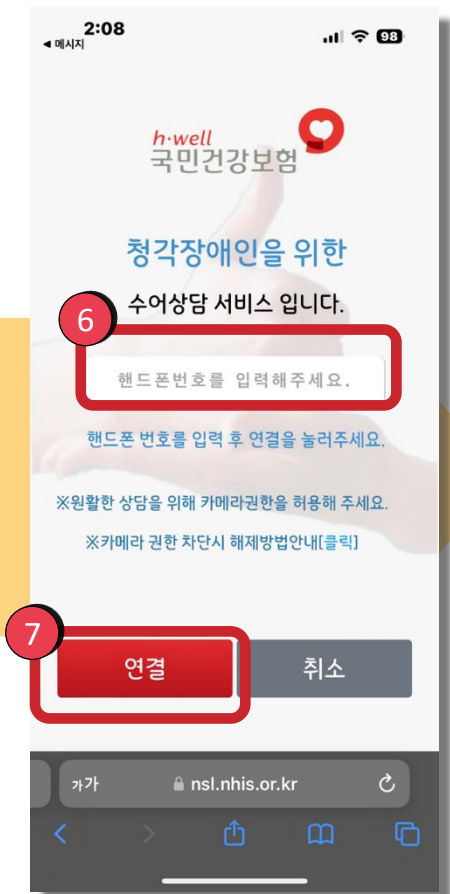 2:08
◀ 메시지
98
h·well
국민건강보험
청각장애인을 위한
수어상담 서비스 입니다.
6
핸드폰번호를 입력해주세요.
핸드폰 번호를 입력 후 연결을 눌러주세요.
※원활한 상담을 위해 카메라권한을 허용해 주세요.
※카메라 권한 차단시 해제방법안내[클릭]
7
연결
취소
가가
nsl.nhis.or.kr